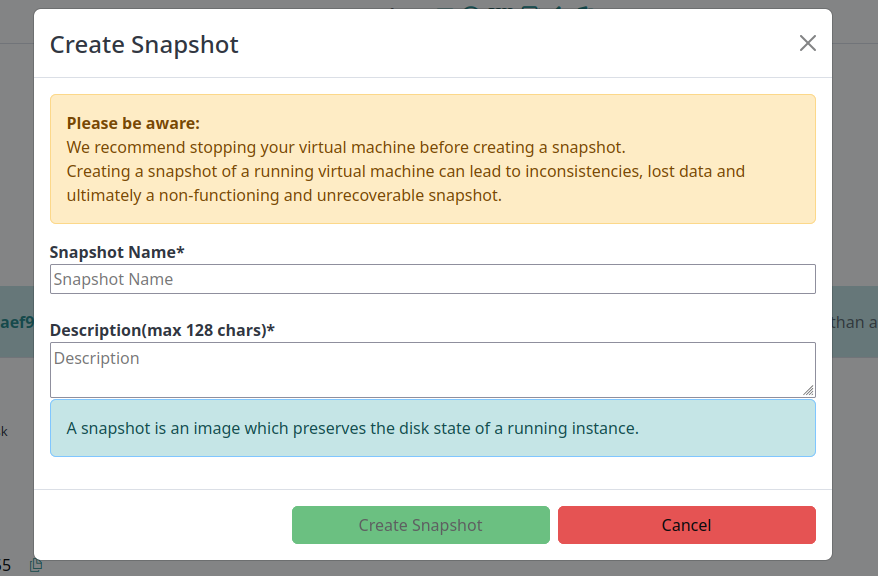 Create Snapshot
Please be aware:
We recommend stopping your virtual machine before creating a snapshot.
Creating a snapshot of a running virtual machine can lead to inconsistencies, lost data and
ultimately a non-functioning and unrecoverable snapshot.
Snapshot Name*
Snapshot Name
aef9
than a
Description(max 128 chars)*
Description
A snapshot is an image which preserves the disk state of a running instance.
k
Create Snapshot
Cancel